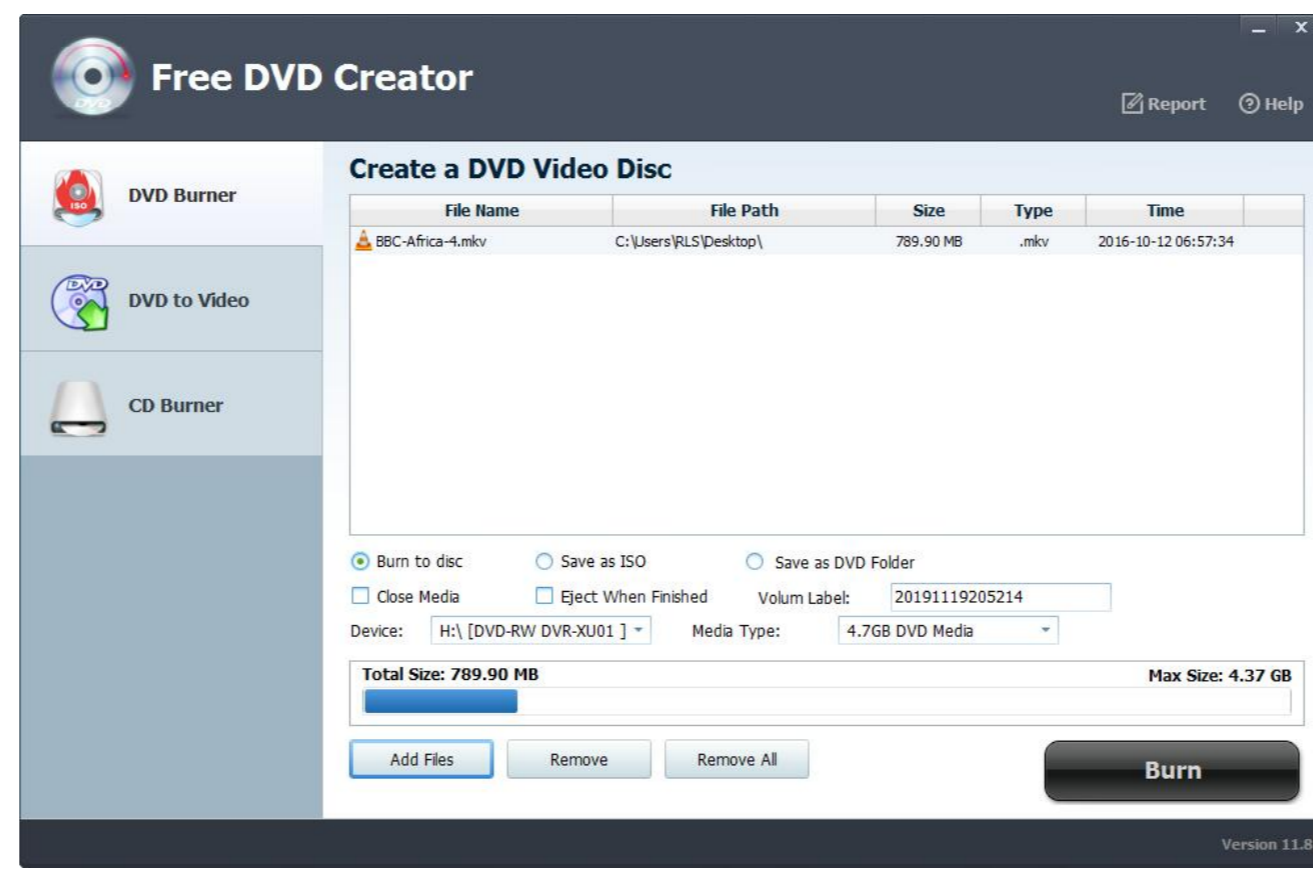 _ X
Free DVD Creator
Report Help
DVD Burner
DVD to Video
CD Burner
Create a DVD Video Disc
File Name File Path Size Type Time
BBC-Africa-4.mkv C:\Users\RLS\Desktop\ 789.90 MB .mkv 2016-10-12 06:57:34
Burn to disc Save as ISO Save as DVD Folder
Close Media Eject When Finished Volum Label: 20191119205214
Device: H:\ [DVD-RW DVR-XU01 ] Media Type: 4.7GB DVD Media
Total Size: 789.90 MB Max Size: 4.37 GB
Add Files Remove Remove All Burn
Version 11.8